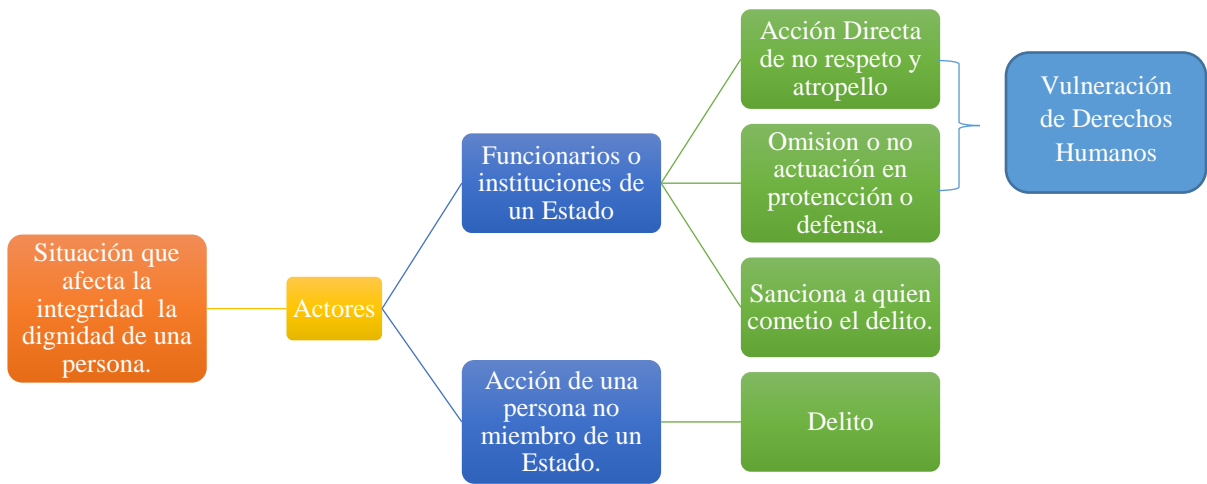 Situación que
afecta la
integridad la
dignidad de una
persona.
Actores
Funcionarios o
instituciones de
un Estado
Acción de una
persona no
miembro de un
Estado.
Acción Directa
de no respeto y
atropello
Omision o no
actuación en
protencción o
defensa.
Sanciona a quien
cometio el delito.
Delito
Vulneración
de Derechos
Humanos